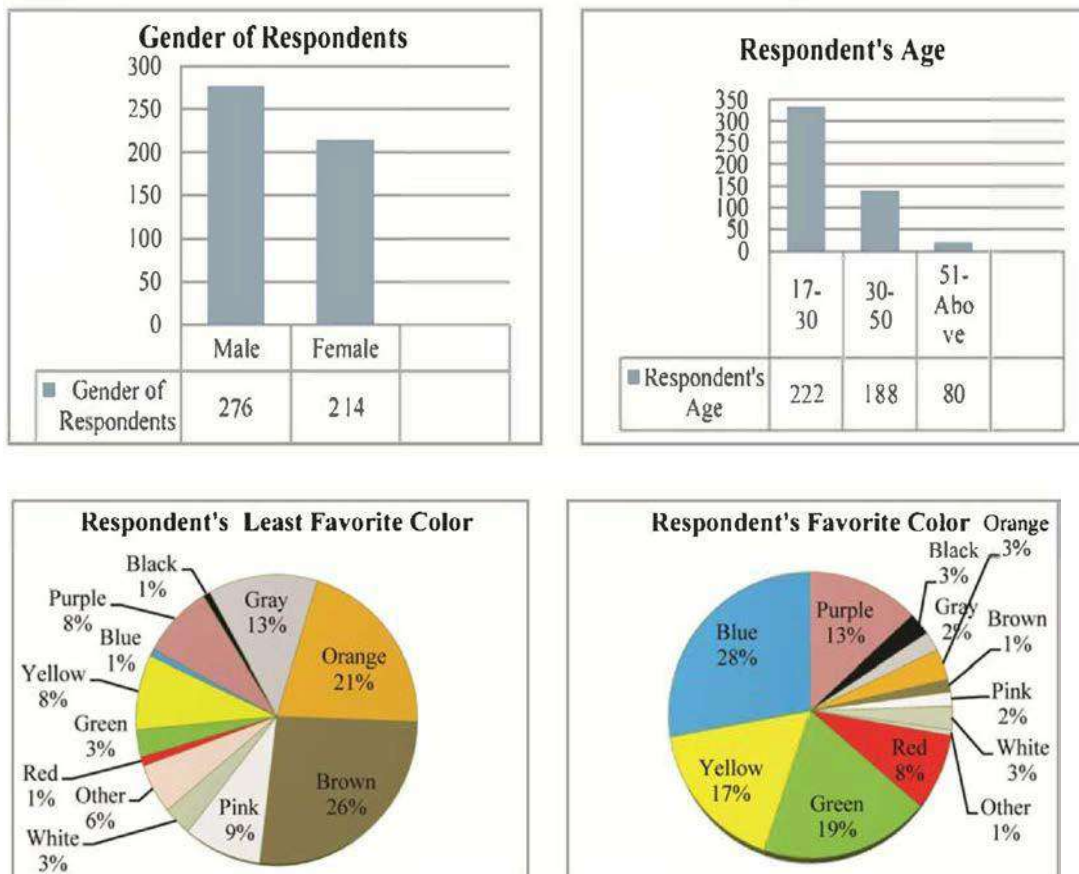 Gender of Respondents
300
250
200
150
100
50
0
Male Female
Gender of
Respondents
276 214
Respondent's Age
350
300
250
200
150
100
50
0
17-
30
30-
50
51-
Abo
ve
Respondent's
Age
222 188 80
Respondent's Least Favorite Color
Black
1%
Gray
13%
Purple
8%
Blue
1%
Orange
21%
Yellow
8%
Green
3%
Red
1%
Other
6%
Brown
26%
Pink
9%
White
3%
Respondent's Favorite Color
Orange
3%
Black
3%
Gray
2%
Purple
13%
Blue
28%
Brown
1%
Pink
2%
White
3%
Red
8%
Yellow
17%
Green
19%
Other
1%